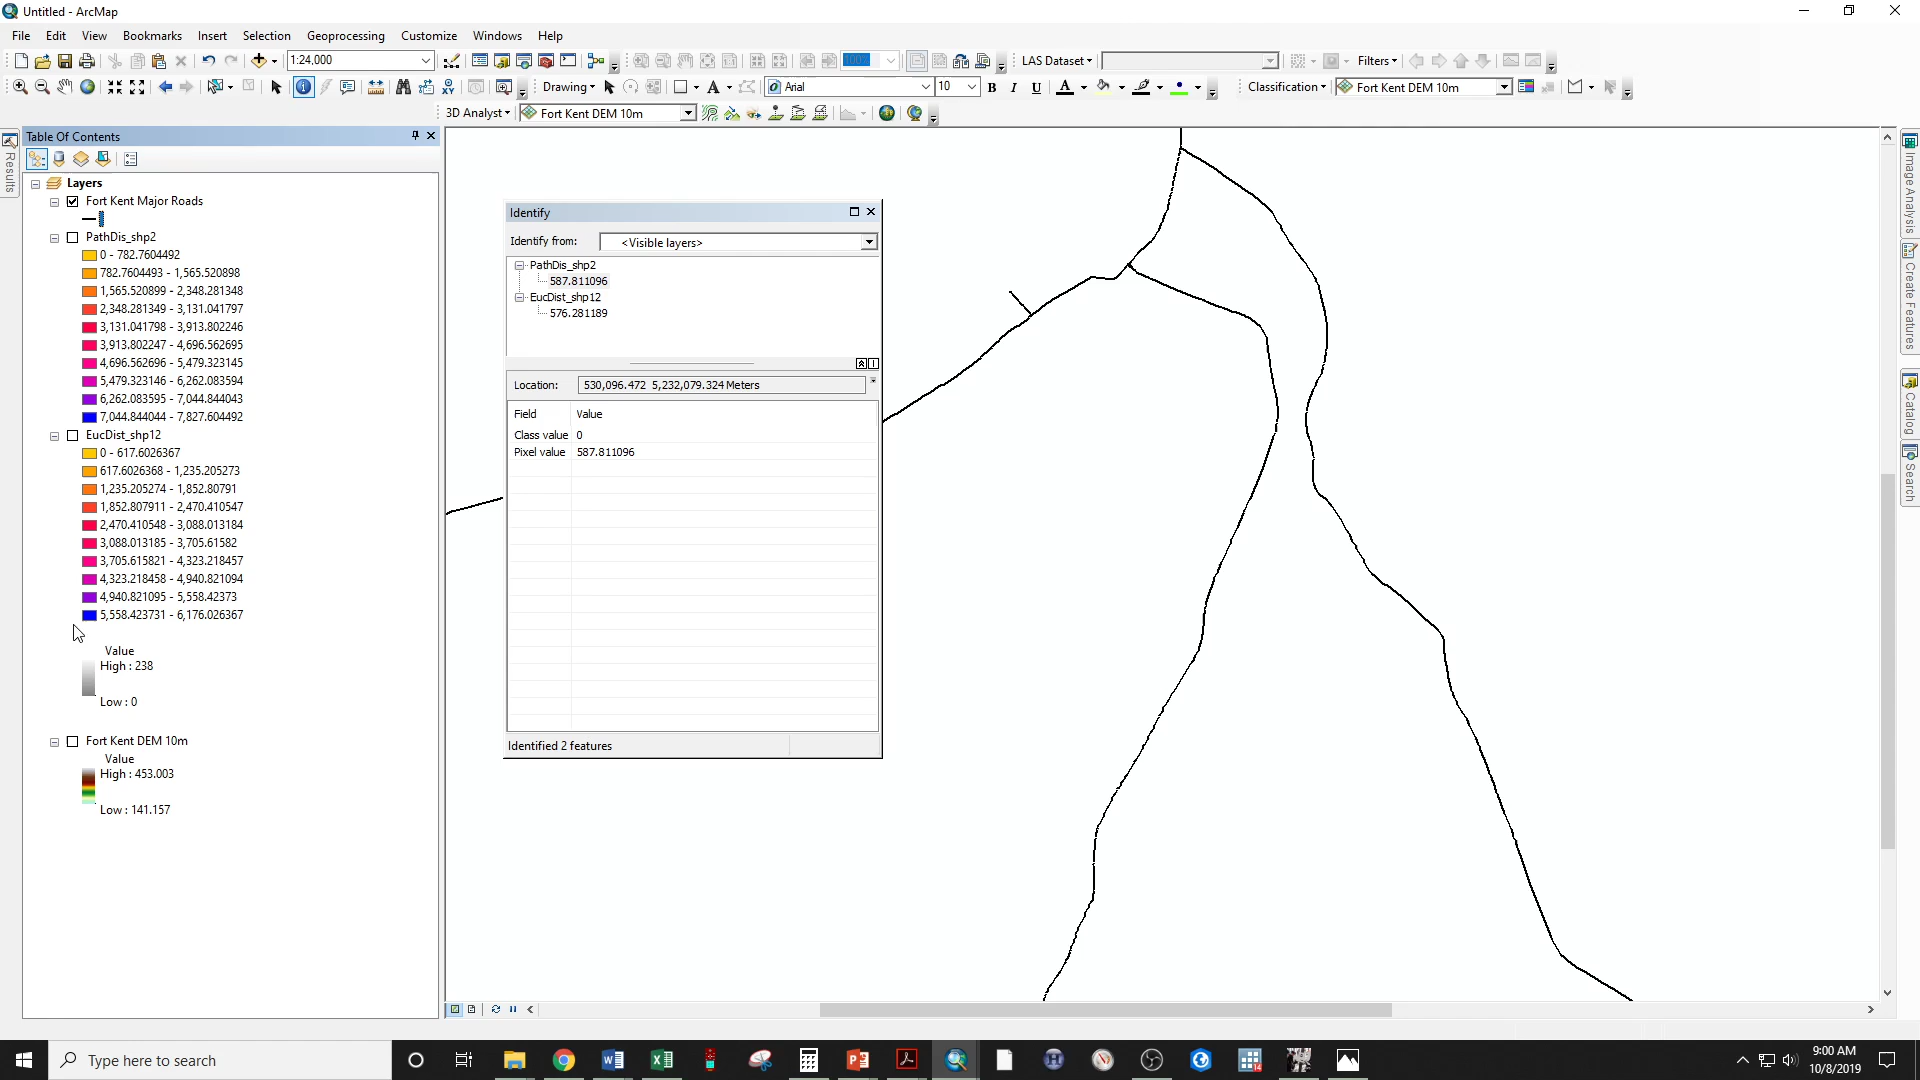 Untitled - ArcMap
File Edit View Bookmarks Insert Selection Geoprocessing Customize Windows Help
1:24,000
100%
LAS Dataset
Filters
Drawing
A
Arial
10
B I U A
Classification
Fort Kent DEM 10m
3D Analyst
Fort Kent DEM 10m
Table Of Contents
Results
Layers
Fort Kent Major Roads
PathDis_shp2
0 - 782.7604492
782.7604493 - 1,565.520898
1,565.520899 - 2,348.281348
2,348.281349 - 3,131.041797
3,131.041798 - 3,913.802246
3,913.802247 - 4,696.562695
4,696.562696 - 5,479.323145
5,479.323146 - 6,262.083594
6,262.083595 - 7,044.844043
7,044.844044 - 7,827.604492
EucDist_shp12
0 - 617.6026367
617.6026368 - 1,235.205273
1,235.205274 - 1,852.80791
1,852.807911 - 2,470.410547
2,470.410548 - 3,088.013184
3,088.013185 - 3,705.61582
3,705.615821 - 4,323.218457
4,323.218458 - 4,940.821094
4,940.821095 - 5,558.42373
5,558.423731 - 6,176.026367
Value
High : 238
Low : 0
Fort Kent DEM 10m
Value
High : 453.003
Low : 141.157
Identify
Identify from:
<Visible layers>
PathDis_shp2
587.811096
EucDist_shp12
576.281189
Location:
530,096.472 5,232,079.324 Meters
Field Value
Class value 0
Pixel value 587.811096
Identified 2 features
Image Analysis
Create Features
Catalog
Search
Type here to search
9:00 AM
10/8/2019